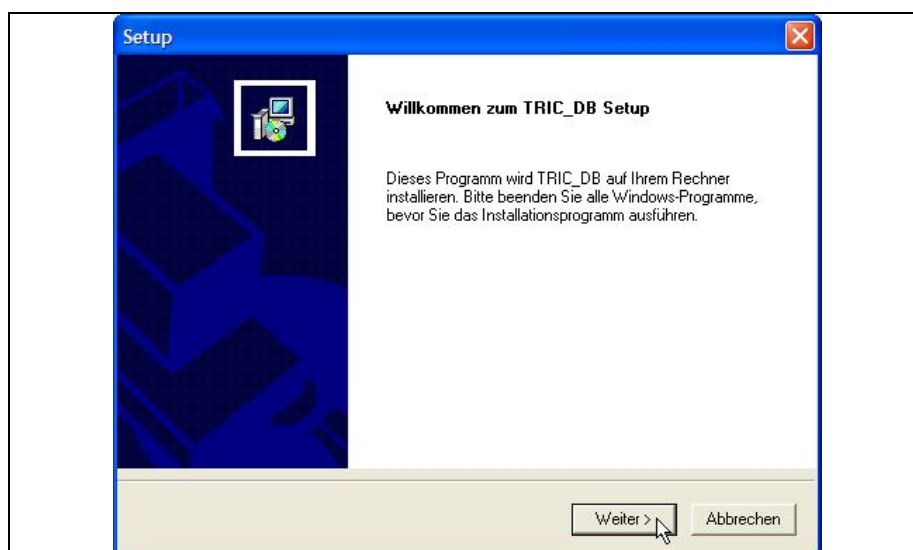 Setup
Willkommen zum TRIC_DB Setup
Dieses Programm wird TRIC_DB auf Ihrem Rechner
installieren. Bitte beenden Sie alle Windows-Programme,
bevor Sie das Installationsprogramm ausführen.
Weiter >
Abbrechen